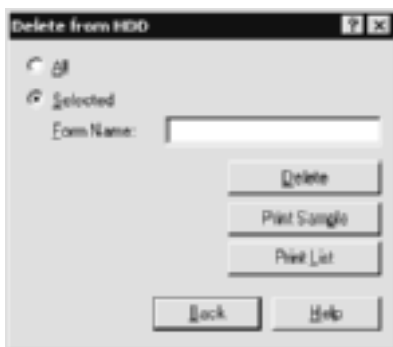 Delete from HDD
All
Selected
Form Name:
Delete
Print Sample
Print List
Back
Help